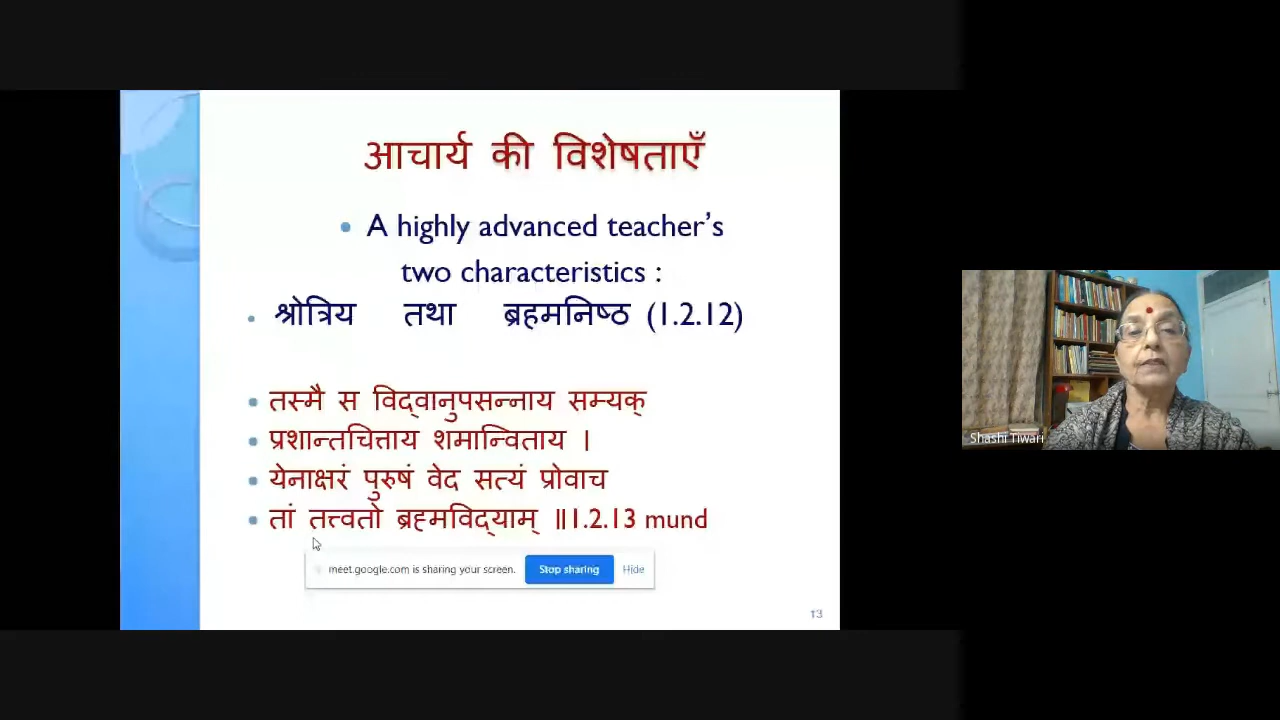 आचार्य की विशेषताएँ
• A highly advanced teacher's
two characteristics :
• श्रोत्रिय तथा ब्रहमनिष्ठ (1.2.12)
• तस्मै स विद्वानुपसन्नाय सम्यक्
• प्रशान्तचित्ताय शमान्विताय ।
• येनाक्षरं पुरुषं वेद सत्यं प्रोवाच
• तां तत्त्वतो ब्रह्मविद्याम् ॥1.2.13 mund
meet.google.com is sharing your screen. Stop sharing Hide
13
Shashi Tiwari